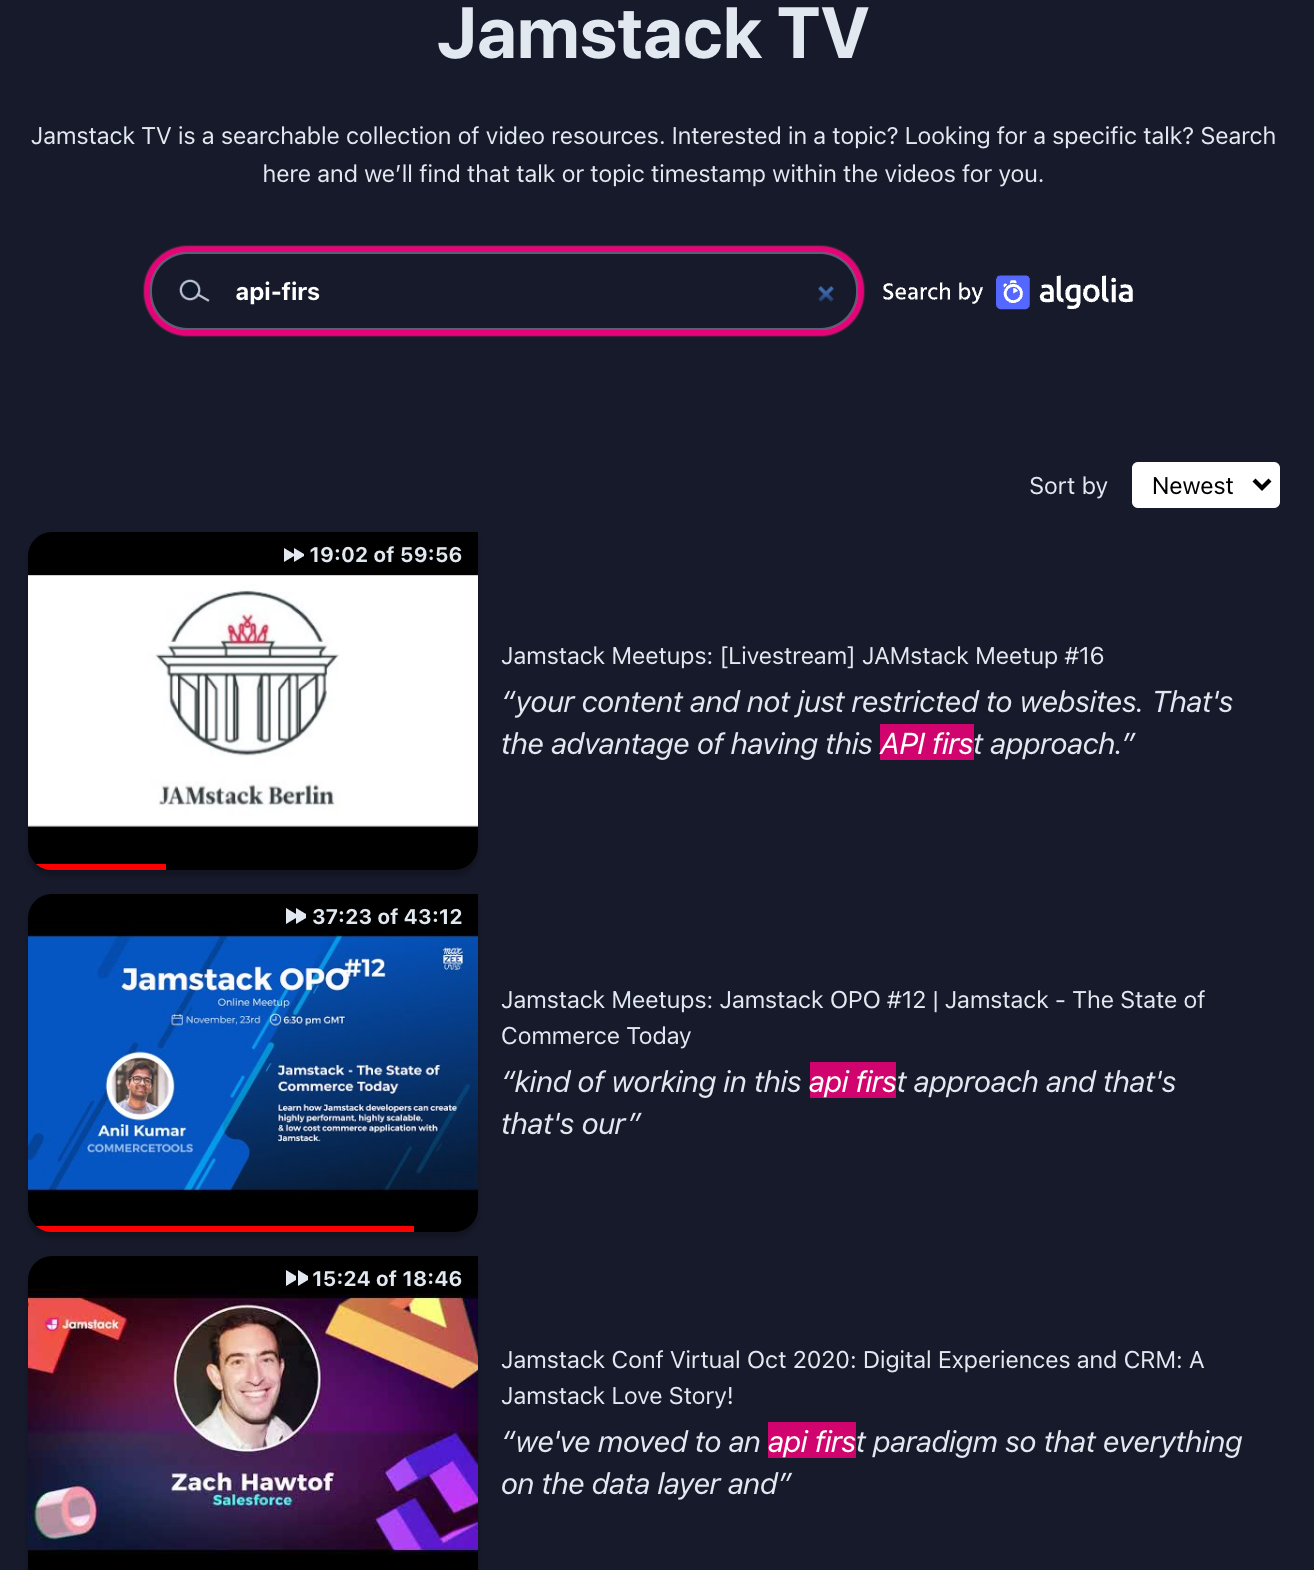 Jamstack TV
Jamstack TV is a searchable collection of video resources. Interested in a topic? Looking for a specific talk? Search
here and we’ll find that talk or topic timestamp within the videos for you.
api-firs
Search by algolia
Sort by Newest
19:02 of 59:56
JAMstack Berlin
Jamstack Meetups: [Livestream] JAMstack Meetup #16
“your content and not just restricted to websites. That's
the advantage of having this API first approach.”
37:23 of 43:12
Jamstack OPO #12
Online Meetup
November, 23rd 6:30 pm GMT
Jamstack - The State of
Commerce Today
Learn how Jamstack developers can create
highly performant, highly scalable,
& low cost commerce application with
Jamstack.
Anil Kumar
COMMERCETOOLS
Jamstack Meetups: Jamstack OPO #12 | Jamstack - The State of
Commerce Today
“kind of working in this api first approach and that's
that's our”
15:24 of 18:46
Jamstack
Zach Hawtof
Salesforce
Jamstack Conf Virtual Oct 2020: Digital Experiences and CRM: A
Jamstack Love Story!
“we've moved to an api first paradigm so that everything
on the data layer and”